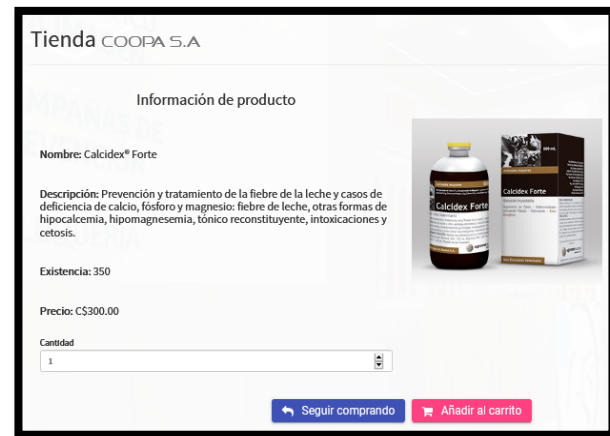 Tienda COOPA S.A
Información de producto
Nombre: Calcidex® Forte
Descripción: Prevención y tratamiento de la fiebre de la leche y casos de
deficiencia de calcio, fósforo y magnesio: fiebre de leche, otras formas de
hipocalcemia, hipomagnesemia, tónico reconstituyente, intoxicaciones y
cetosis.
Existencia: 350
Precio: C$300.00
Cantidad
1
Seguir comprando
Añadir al carrito
Calcidex Forte
Calcidex Forte